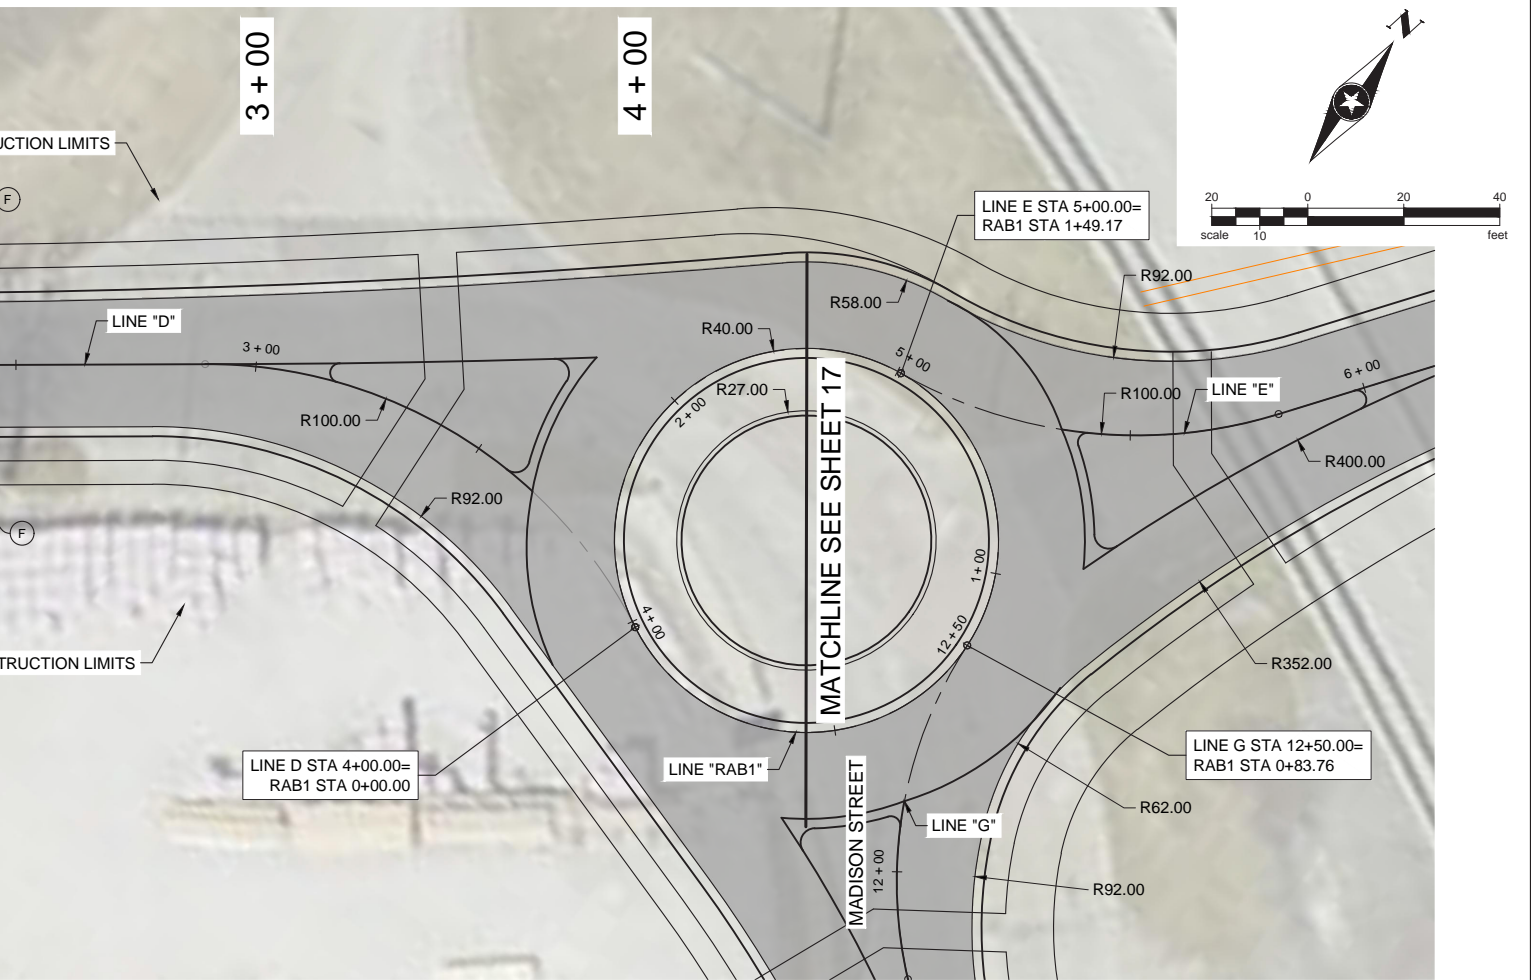 3 + 00
4 + 00
N
UCTION LIMITS
F
20 0 20 40
scale 10 feet
LINE E STA 5+00.00=
RAB1 STA 1+49.17
R92.00
R58.00
LINE "D"
R40.00
3 + 00
5 + 00
6 + 00
R27.00
R100.00
LINE "E"
2 + 00
R100.00
MATCHLINE SEE SHEET 17
R400.00
R92.00
F
1 + 00
4 + 00
12 + 50
TRUCTION LIMITS
R352.00
LINE D STA 4+00.00=
RAB1 STA 0+00.00
LINE "RAB1"
LINE G STA 12+50.00=
RAB1 STA 0+83.76
R62.00
MADISON STREET
LINE "G"
12 + 00
R92.00